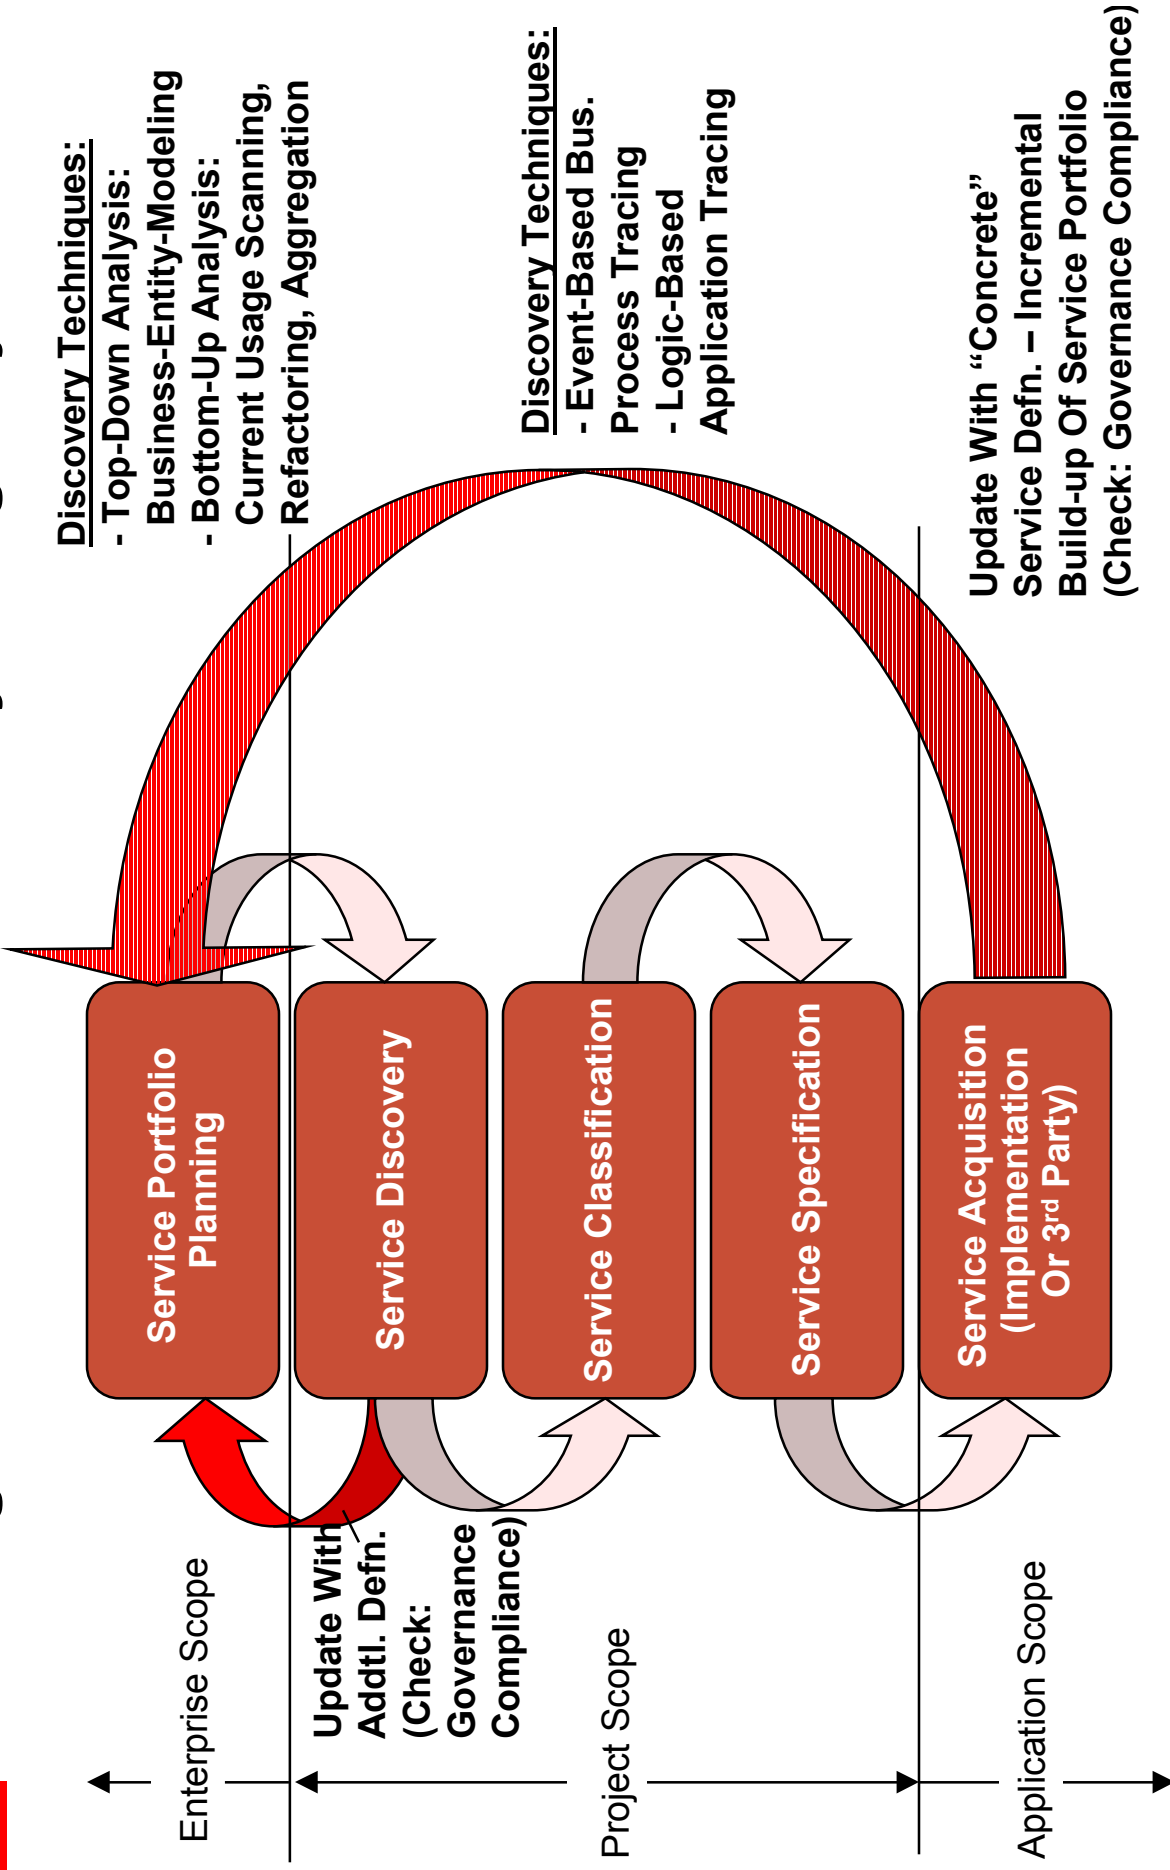 Discovery Techniques:
- Top-Down Analysis:
Business-Entity-Modeling
- Bottom-Up Analysis:
Current Usage Scanning,
Refactoring, Aggregation
Discovery Techniques:
- Event-Based Bus.
Process Tracing
- Logic-Based
Application Tracing
Update With “Concrete”
Service Defn. – Incremental
Build-up Of Service Portfolio
(Check: Governance Compliance)
Service Portfolio
Planning
Service Discovery
Service Classification
Service Specification
Service Acquisition
(Implementation
Or 3rd Party)
Update With
Addtl. Defn.
(Check:
Governance
Compliance)
Enterprise Scope
Project Scope
Application Scope